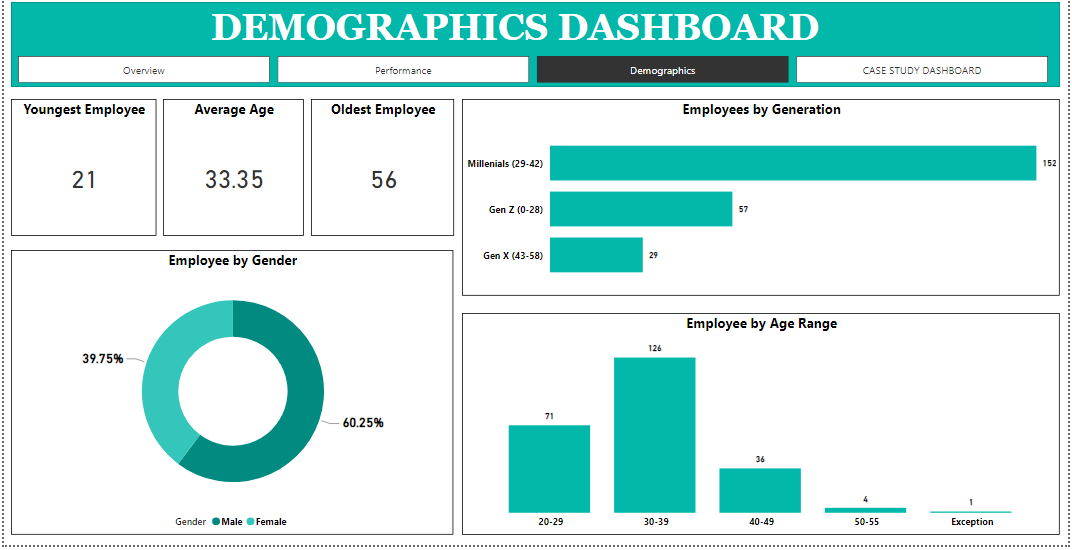 DEMOGRAPHICS DASHBOARD
Overview
Performance
Demographics
CASE STUDY DASHBOARD
Youngest Employee
21
Average Age
33.35
Oldest Employee
56
Employees by Generation
Millenials (29-42)
152
Gen Z (0-28)
57
Gen X (43-58)
29
Employee by Gender
39.75%
60.25%
Gender Male Female
Employee by Age Range
71
126
36
4
1
20-29
30-39
40-49
50-55
Exception